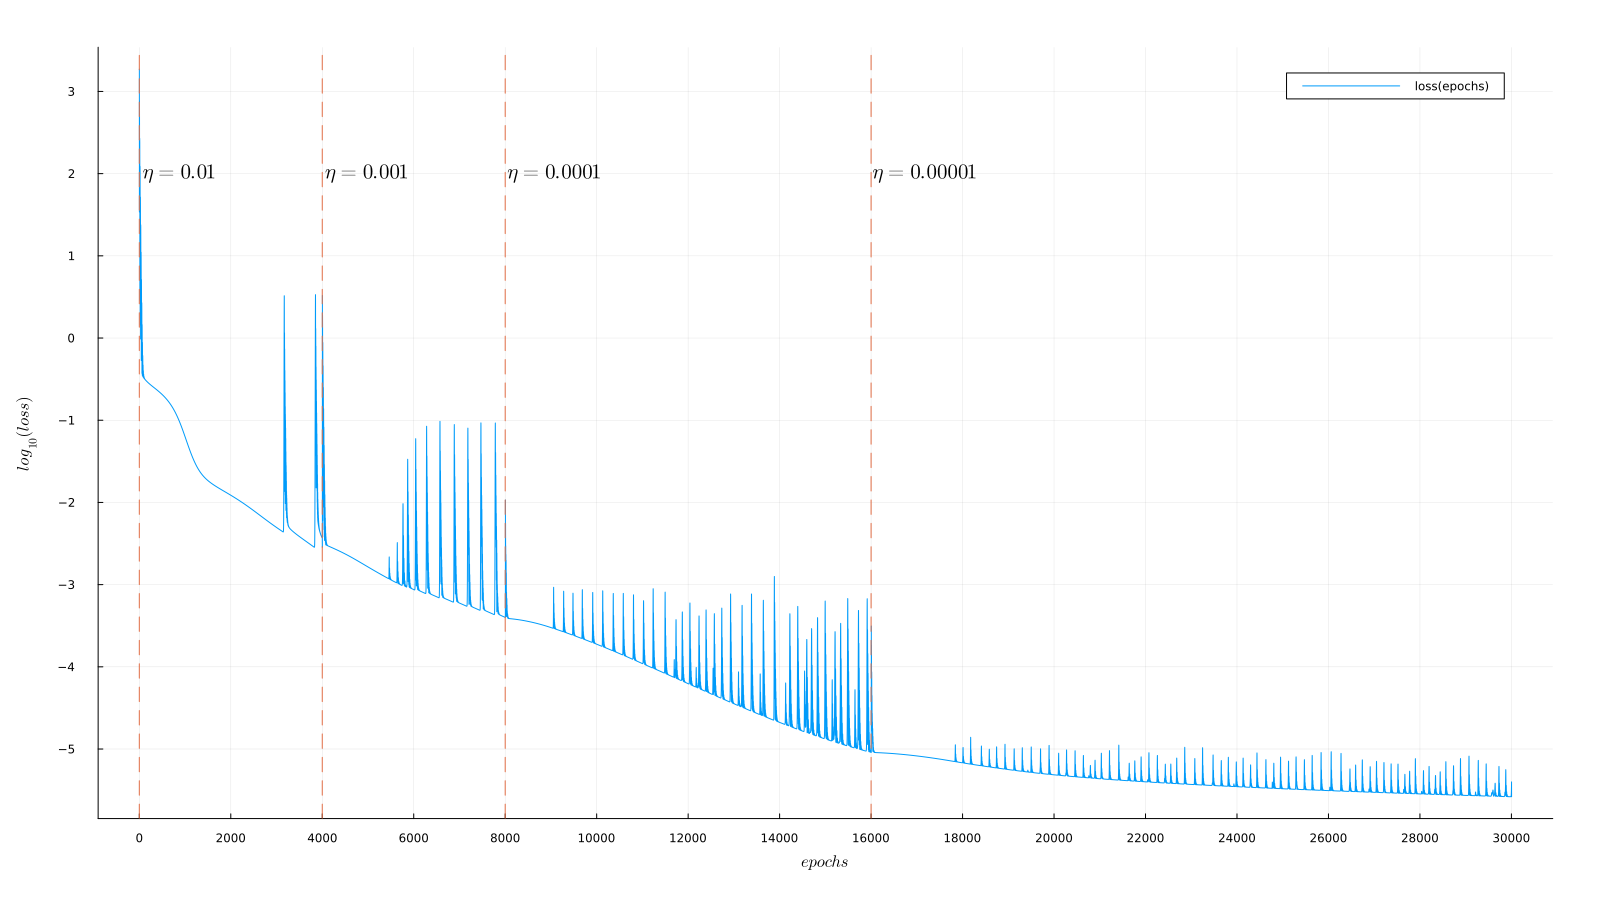 loss(epochs)
3
2
1
0
−1
−2
−3
−4
−5
η = 0.01
η = 0.001
η = 0.0001
η = 0.00001
log₁₀(loss)
0 2000 4000 6000 8000 10000 12000 14000 16000 18000 20000 22000 24000 26000 28000 30000
epochs